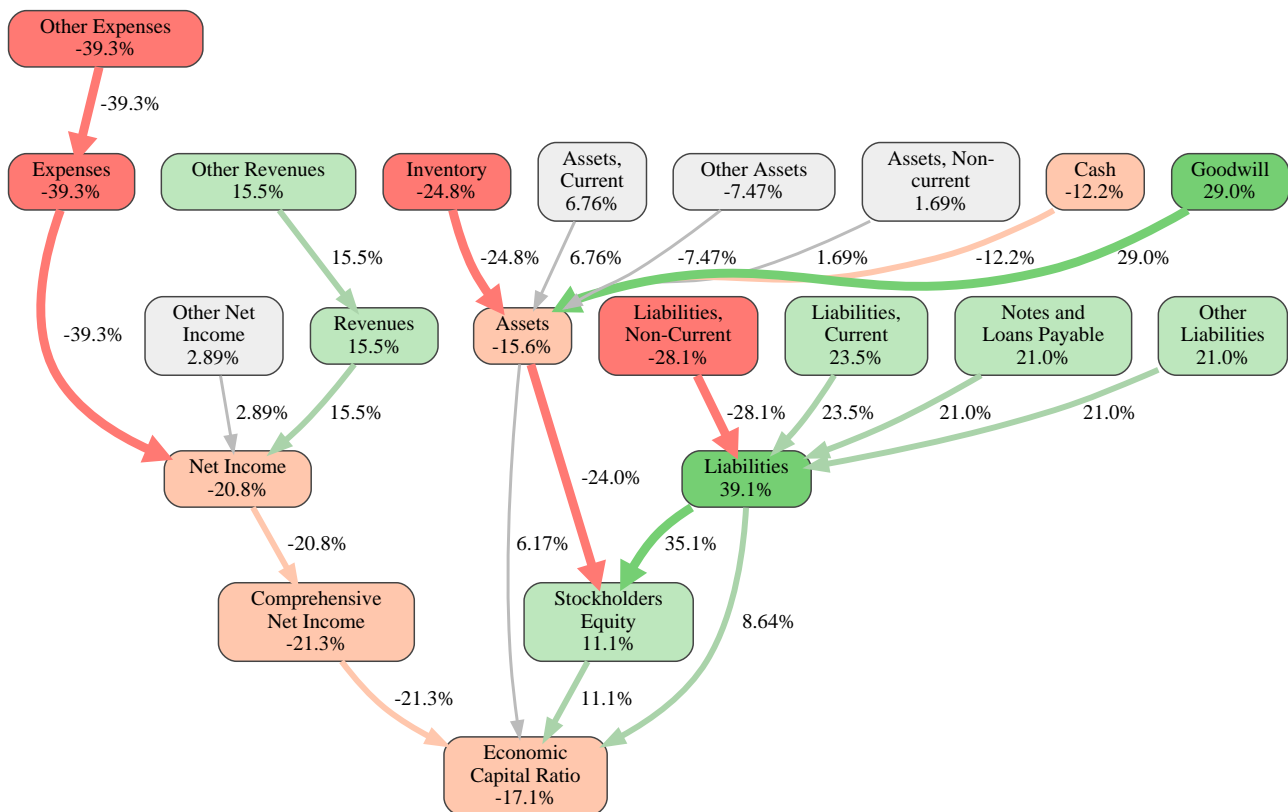 Other Expenses
-39.3%
-39.3%
Expenses
-39.3%
Other Revenues
15.5%
Inventory
-24.8%
Assets,
Current
6.76%
Other Assets
-7.47%
Assets, Non-
current
1.69%
Cash
-12.2%
Goodwill
29.0%
15.5%
-24.8%
6.76%
-7.47%
1.69%
-12.2%
29.0%
-39.3%
Other Net
Income
2.89%
Revenues
15.5%
Assets
-15.6%
Liabilities,
Non-Current
-28.1%
Liabilities,
Current
23.5%
Notes and
Loans Payable
21.0%
Other
Liabilities
21.0%
2.89%
15.5%
-28.1%
23.5%
21.0%
21.0%
Net Income
-20.8%
-24.0%
Liabilities
39.1%
-20.8%
6.17%
35.1%
Comprehensive
Net Income
-21.3%
Stockholders
Equity
11.1%
8.64%
-21.3%
11.1%
Economic
Capital Ratio
-17.1%